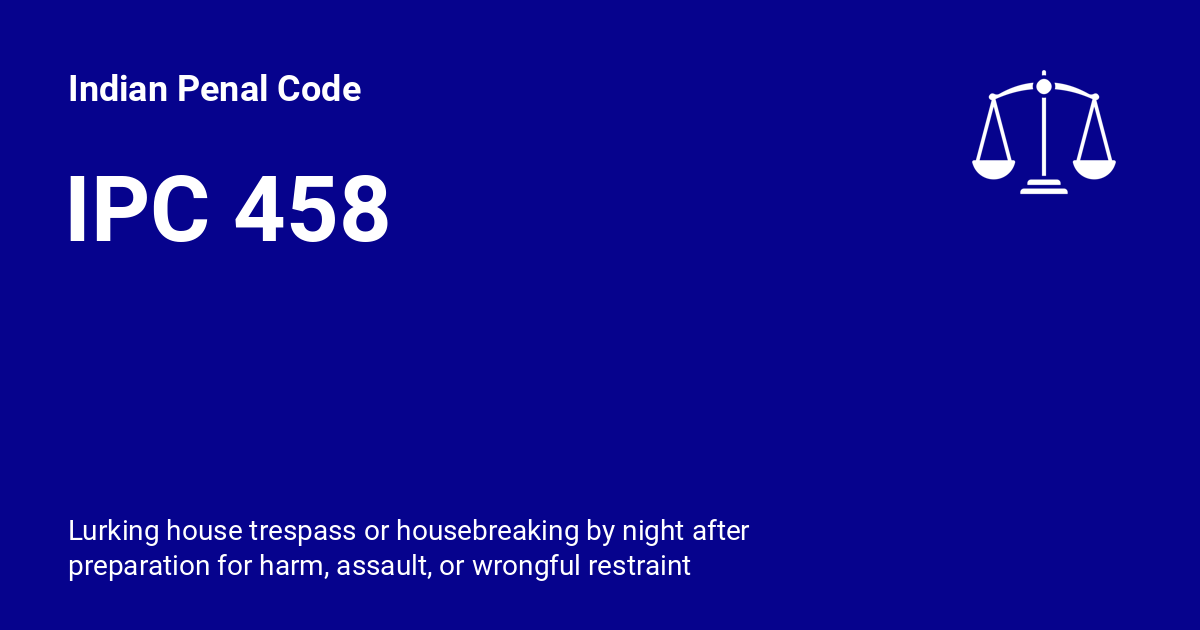 Indian Penal Code
IPC 458
Lurking house trespass or housebreaking by night after
preparation for harm, assault, or wrongful restraint